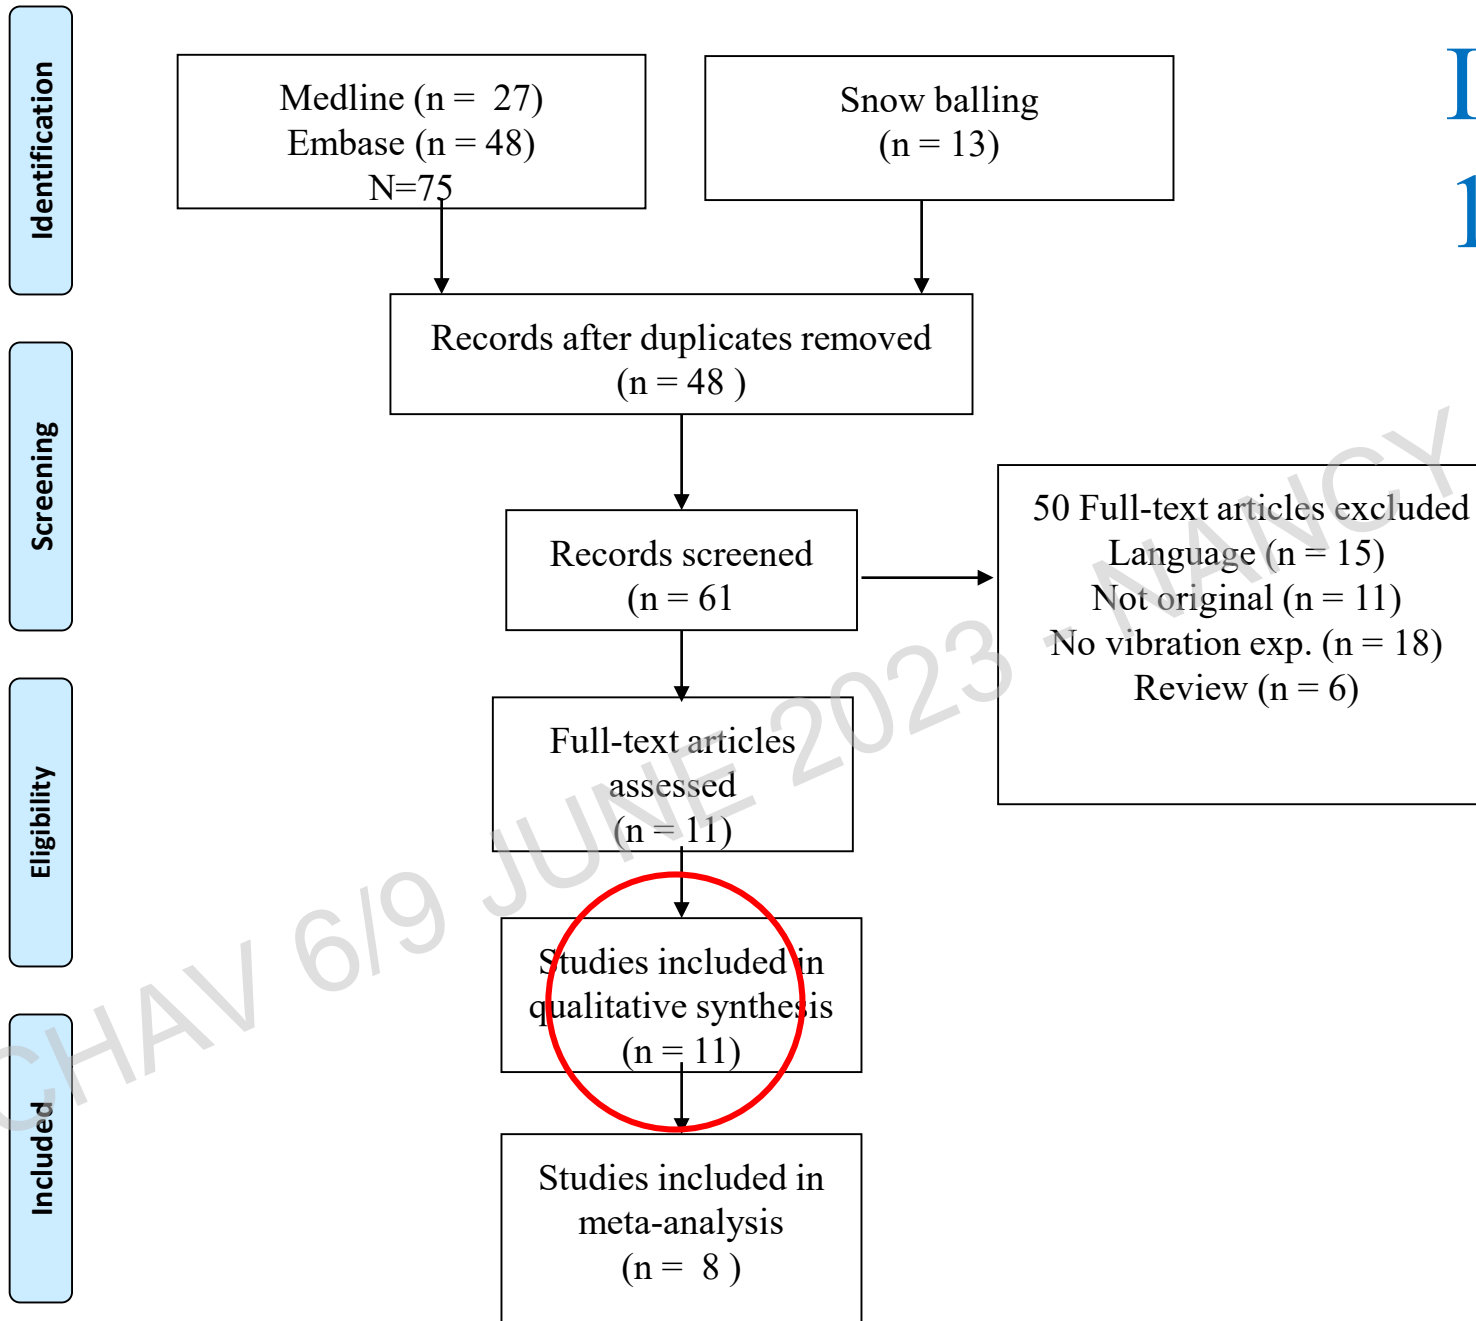 Identification
Medline (n =  27)
Embase (n = 48)
N=75
Snow balling
(n = 13)
Records after duplicates removed
(n = 48 )
Screening
Records screened
(n = 61
50 Full-text articles excluded
Language (n = 15)
Not original (n = 11)
No vibration exp. (n = 18)
Review (n = 6)
Eligibility
Full-text articles
assessed
(n = 11)
Studies included in
qualitative synthesis
(n = 11)
Included
Studies included in
meta-analysis
(n =  8 )
CHAV 6/9 JUNE 2023 - NANCY